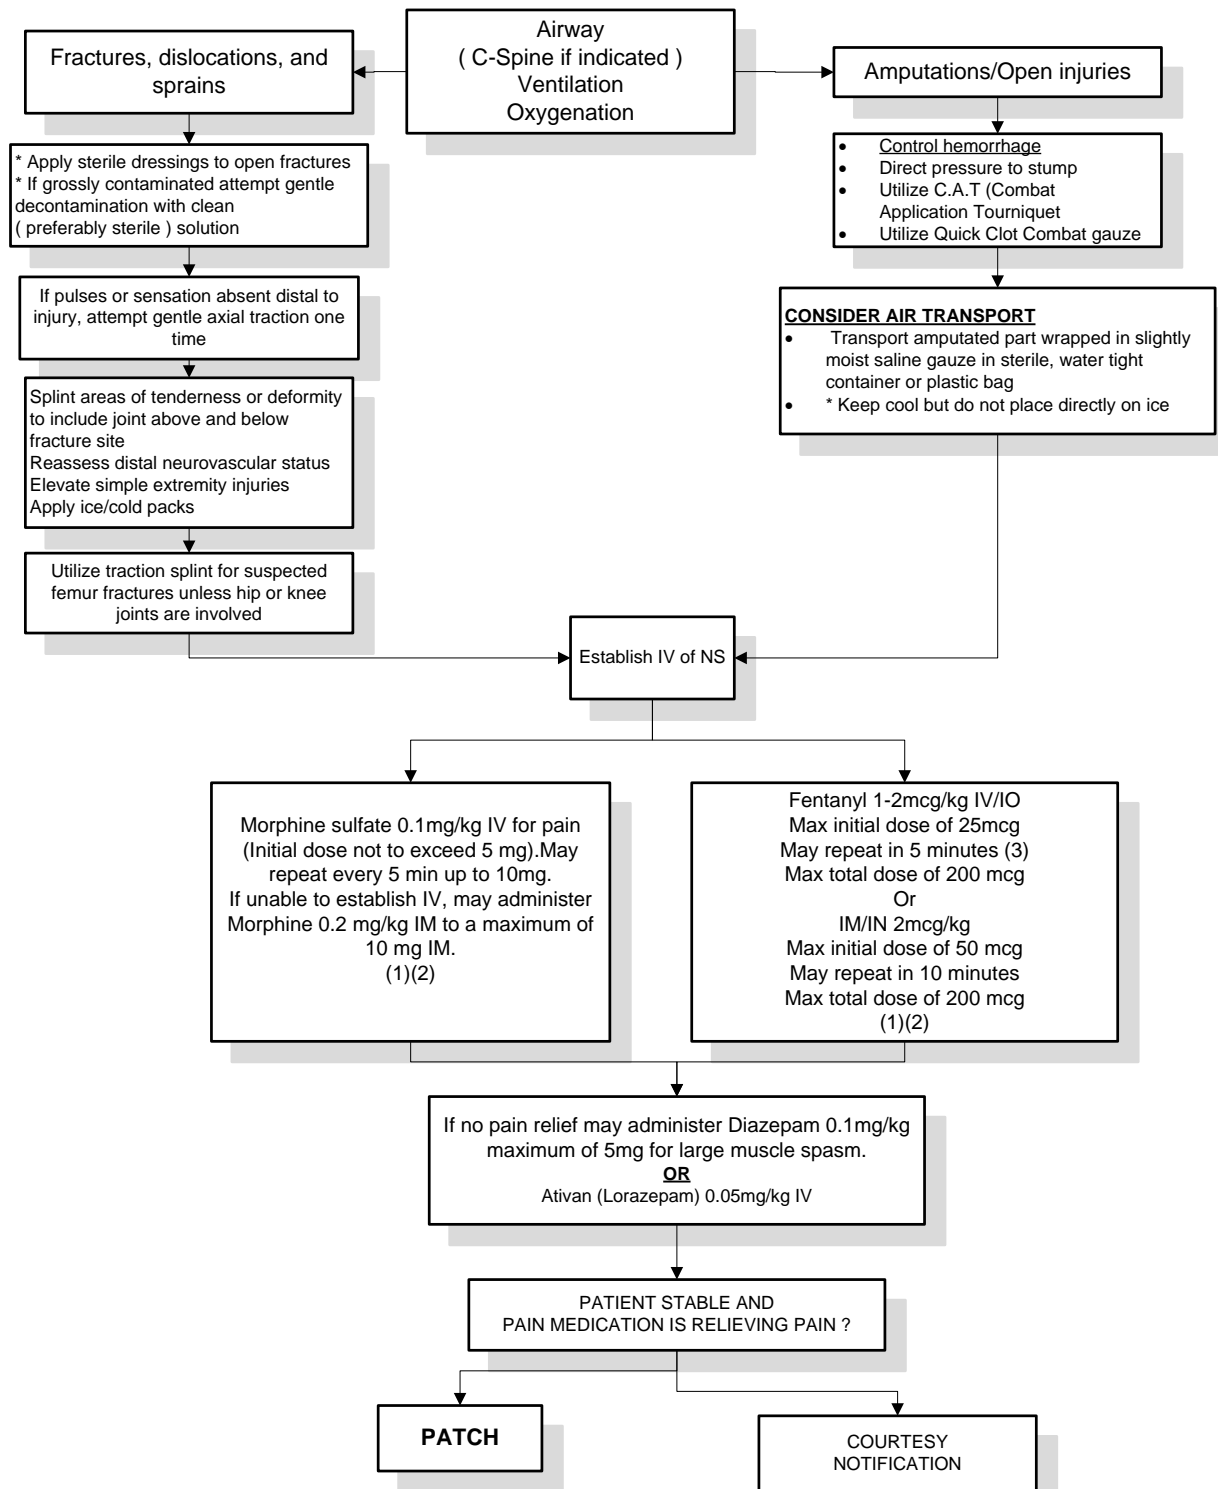 Airway
( C-Spine if indicated )
Ventilation
Oxygenation
Fractures, dislocations, and
sprains
* Apply sterile dressings to open fractures
* If grossly contaminated attempt gentle
decontamination with clean
( preferably sterile ) solution
If pulses or sensation absent distal to
injury, attempt gentle axial traction one
time
Splint areas of tenderness or deformity
to include joint above and below
fracture site
Reassess distal neurovascular status
Elevate simple extremity injuries
Apply ice/cold packs
Utilize traction splint for suspected
femur fractures unless hip or knee
joints are involved
Amputations/Open injuries
• Control hemorrhage
• Direct pressure to stump
• Utilize C.A.T (Combat
Application Tourniquet
• Utilize Quick Clot Combat gauze
CONSIDER AIR TRANSPORT
• Transport amputated part wrapped in slightly
moist saline gauze in sterile, water tight
container or plastic bag
• * Keep cool but do not place directly on ice
Establish IV of NS
Morphine sulfate 0.1mg/kg IV for pain
(Initial dose not to exceed 5 mg).May
repeat every 5 min up to 10mg.
If unable to establish IV, may administer
Morphine 0.2 mg/kg IM to a maximum of
10 mg IM.
(1)(2)
Fentanyl 1-2mcg/kg IV/IO
Max initial dose of 25mcg
May repeat in 5 minutes (3)
Max total dose of 200 mcg
Or
IM/IN 2mcg/kg
Max initial dose of 50 mcg
May repeat in 10 minutes
Max total dose of 200 mcg
(1)(2)
If no pain relief may administer Diazepam 0.1mg/kg
maximum of 5mg for large muscle spasm.
OR
Ativan (Lorazepam) 0.05mg/kg IV
PATIENT STABLE AND
PAIN MEDICATION IS RELIEVING PAIN ?
PATCH
COURTESY
NOTIFICATION